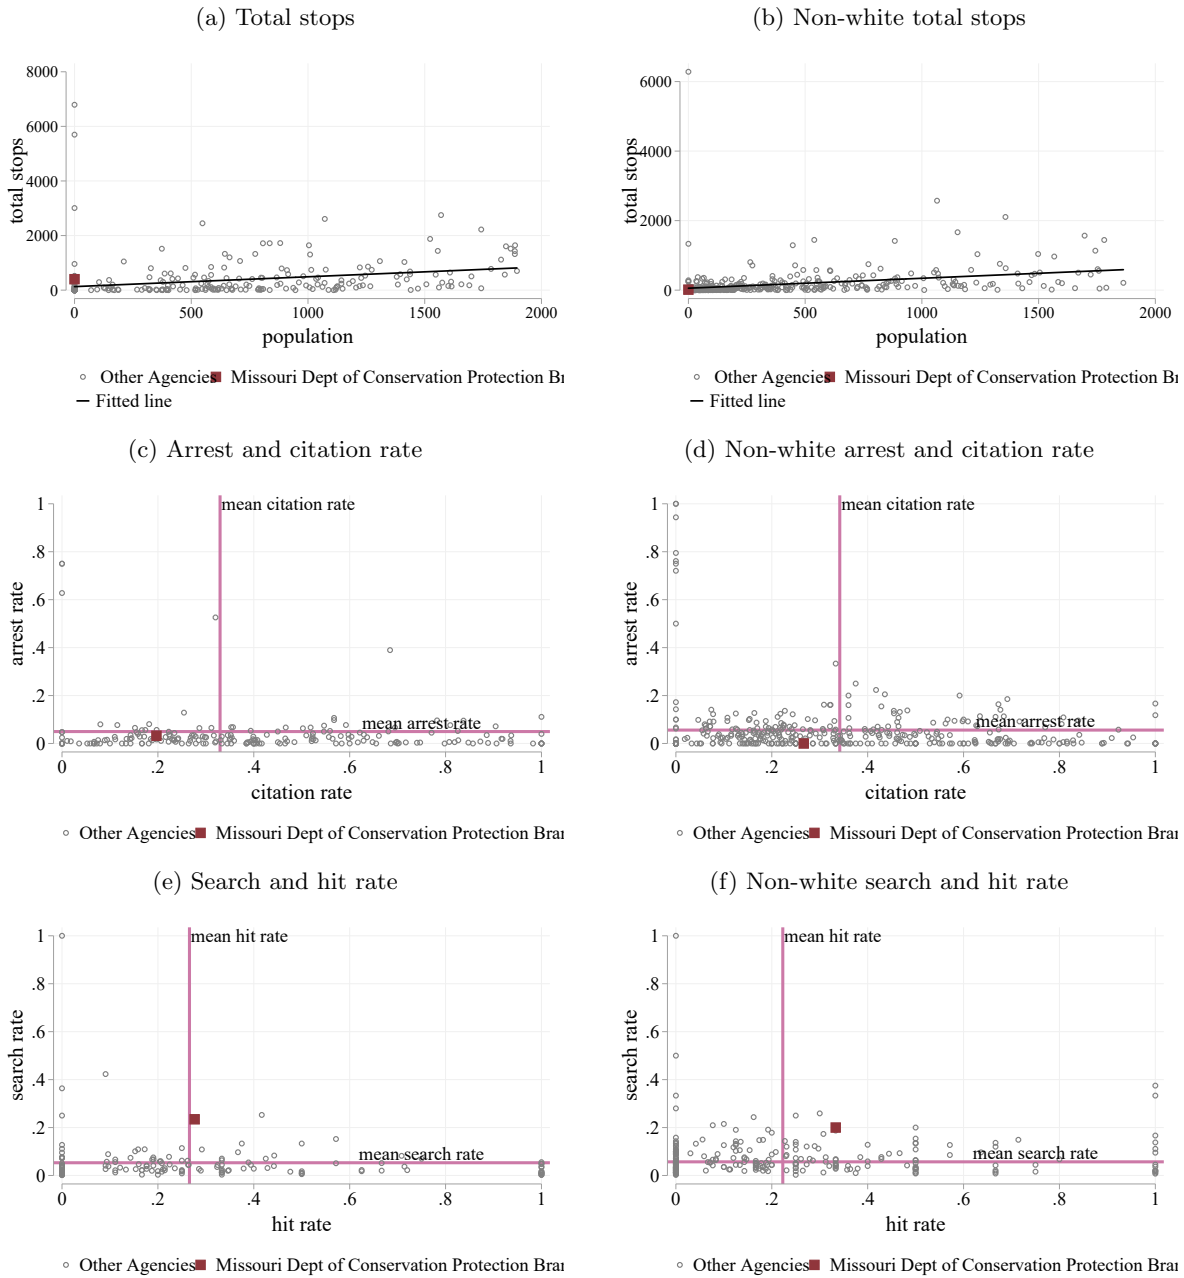 (a) Total stops
(b) Non-white total stops
8000
6000
4000
2000
0
total stops
0 500 1000 1500 2000
population
Other Agencies Missouri Dept of Conservation Protection Br
Fitted line
6000
4000
2000
0
total stops
0 500 1000 1500 2000
population
Other Agencies Missouri Dept of Conservation Protection Br
Fitted line
(c) Arrest and citation rate
(d) Non-white arrest and citation rate
1
.8
.6
.4
.2
0
arrest rate
mean citation rate
mean arrest rate
0 .2 .4 .6 .8 1
citation rate
Other Agencies Missouri Dept of Conservation Protection Brar
1
.8
.6
.4
.2
0
arrest rate
mean citation rate
mean arrest rate
0 .2 .4 .6 .8 1
citation rate
Other Agencies Missouri Dept of Conservation Protection Brar
(e) Search and hit rate
(f) Non-white search and hit rate
1
.8
.6
.4
.2
0
search rate
mean hit rate
mean search rate
0 .2 .4 .6 .8 1
hit rate
Other Agencies Missouri Dept of Conservation Protection Brar
1
.8
.6
.4
.2
0
search rate
mean hit rate
mean search rate
0 .2 .4 .6 .8 1
hit rate
Other Agencies Missouri Dept of Conservation Protection Brar